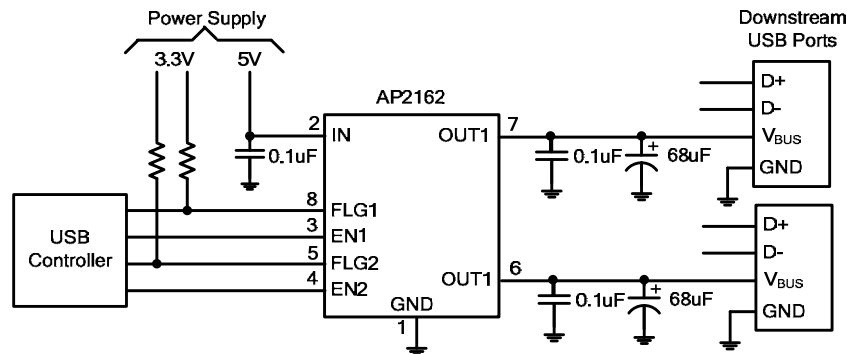 Power Supply
3.3V
5V
Downstream
USB Ports
AP2162
D+
D-
VBUS
GND
2
IN
OUT1
7
0.1uF
0.1uF
+
68uF
USB
Controller
8
FLG1
3
EN1
5
FLG2
4
EN2
OUT1
6
GND
1
0.1uF
+
68uF
D+
D-
VBUS
GND